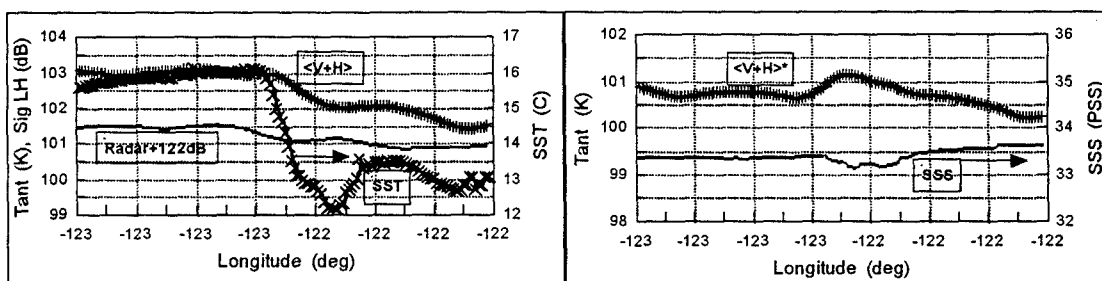 104
103
102
101
100
99
Tant (K), Sig LH (dB)
<V+H>
Radar+122dB
SST
17
16
15
14
13
12
SST (C)
-123 -123 -123 -123 -122 -122 -122 -122
Longitude (deg)
102
101
100
99
98
Tant (K)
<V+H>*
SSS
36
35
34
33
32
SSS (PSS)
-123 -123 -123 -123 -122 -122 -122 -122
Longitude (deg)